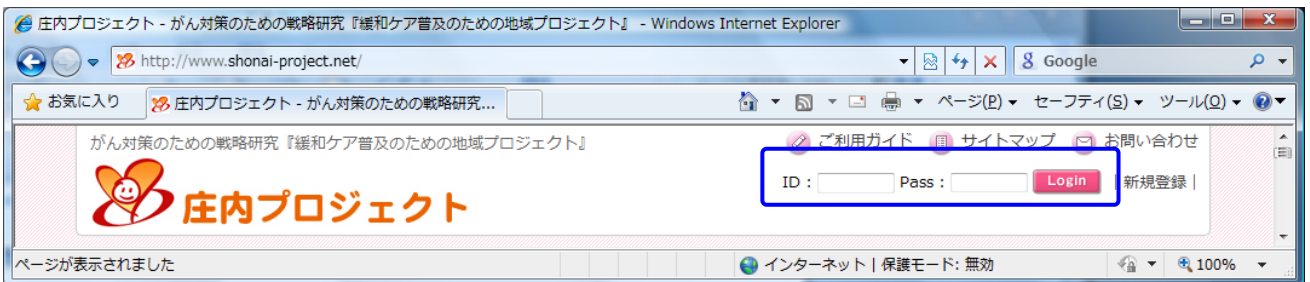 庄内プロジェクト - がん対策のための戦略研究『緩和ケア普及のための地域プロジェクト』 - Windows Internet Explorer
http://www.shonai-project.net/
Google
お気に入り
庄内プロジェクト - がん対策のための戦略研究...
ページ(P)
セーフティ(S)
ツール(O)
がん対策のための戦略研究『緩和ケア普及のための地域プロジェクト』
ご利用ガイド
サイトマップ
お問い合わせ
ID :
Pass :
Login
| 新規登録 |
庄内プロジェクト
ページが表示されました
インターネット | 保護モード: 無効
100%